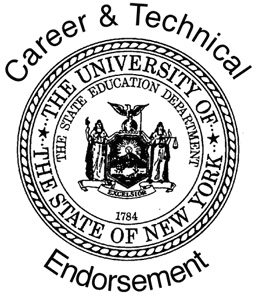 Career & Technical
THE UNIVERSITY OF
THE STATE OF NEW YORK
THE STATE EDUCATION DEPARTMENT
EXCELSIOR
1784
Endorsement